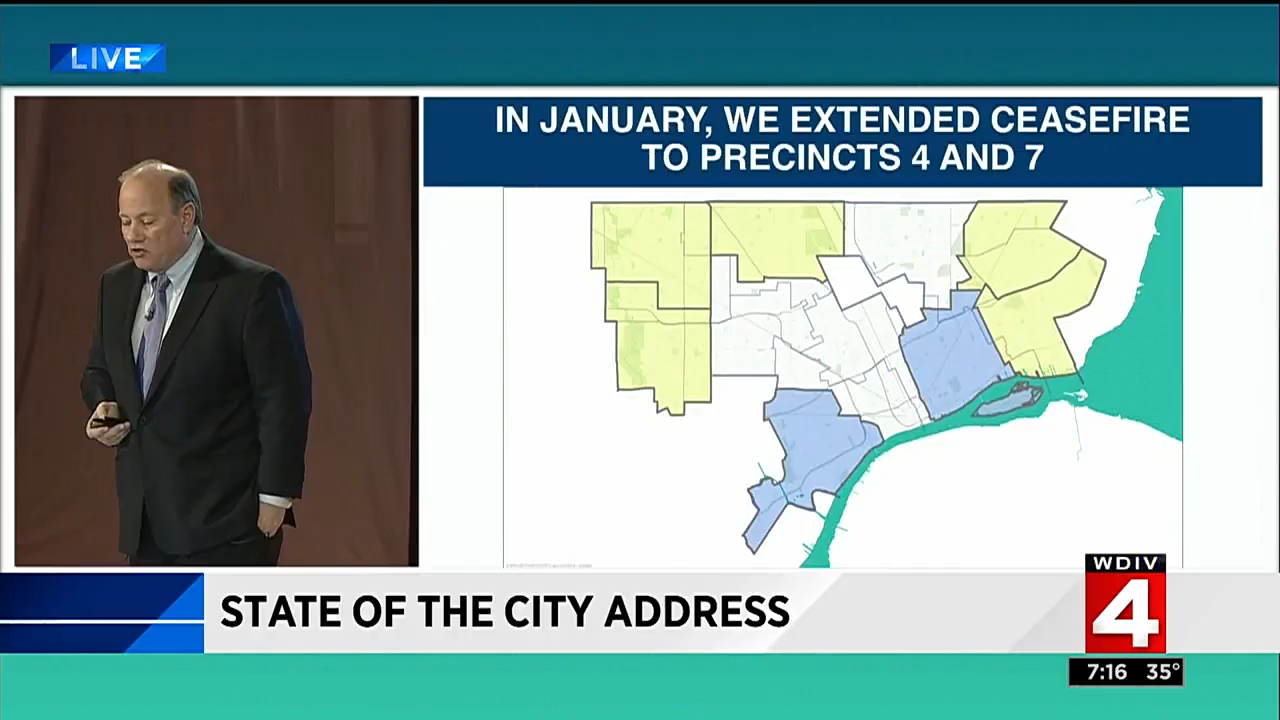 LIVE
IN JANUARY, WE EXTENDED CEASEFIRE
TO PRECINCTS 4 AND 7
STATE OF THE CITY ADDRESS
WDIV
4
7:16 35°